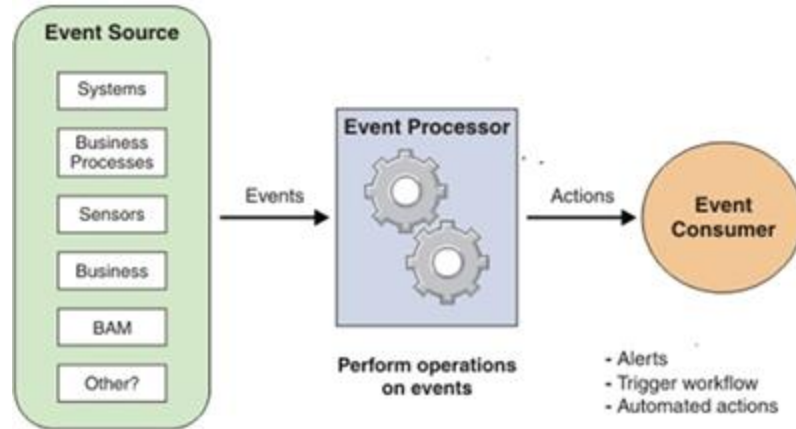 Event Source
Systems
Business
Processes
Sensors
Business
BAM
Other?
Events
Event Processor
Perform operations
on events
Actions
Event
Consumer
- Alerts
- Trigger workflow
- Automated actions